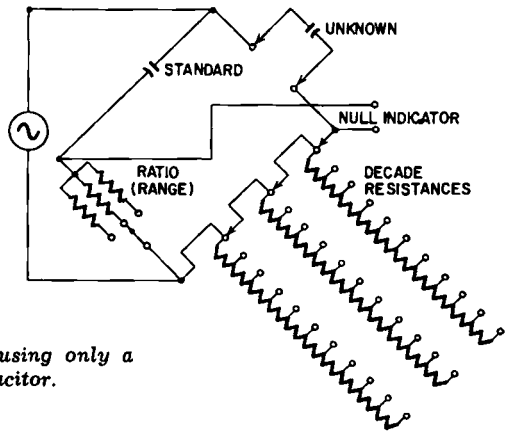 UNKNOWN
STANDARD
NULL INDICATOR
RATIO
(RANGE)
DECADE
RESISTANCES
using only a
acitor.